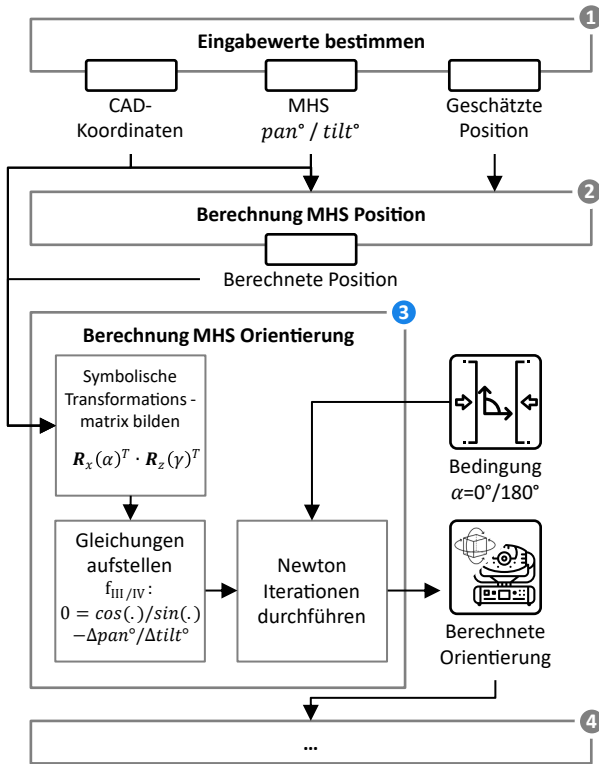 1
Eingabewerte bestimmen
CAD-
Koordinaten
MHS
pan° / tilt°
Geschätzte
Position
2
Berechnung MHS Position
Berechnete Position
3
Berechnung MHS Orientierung
Symbolische
Transformations -
matrix bilden
R_x(α)^T · R_z(γ)^T
Bedingung
α=0°/180°
Gleichungen
aufstellen
f_III/IV:
0 = cos(.)/sin(.)
−Δpan°/Δtilt°
Newton
Iterationen
durchführen
Berechnete
Orientierung
4
...